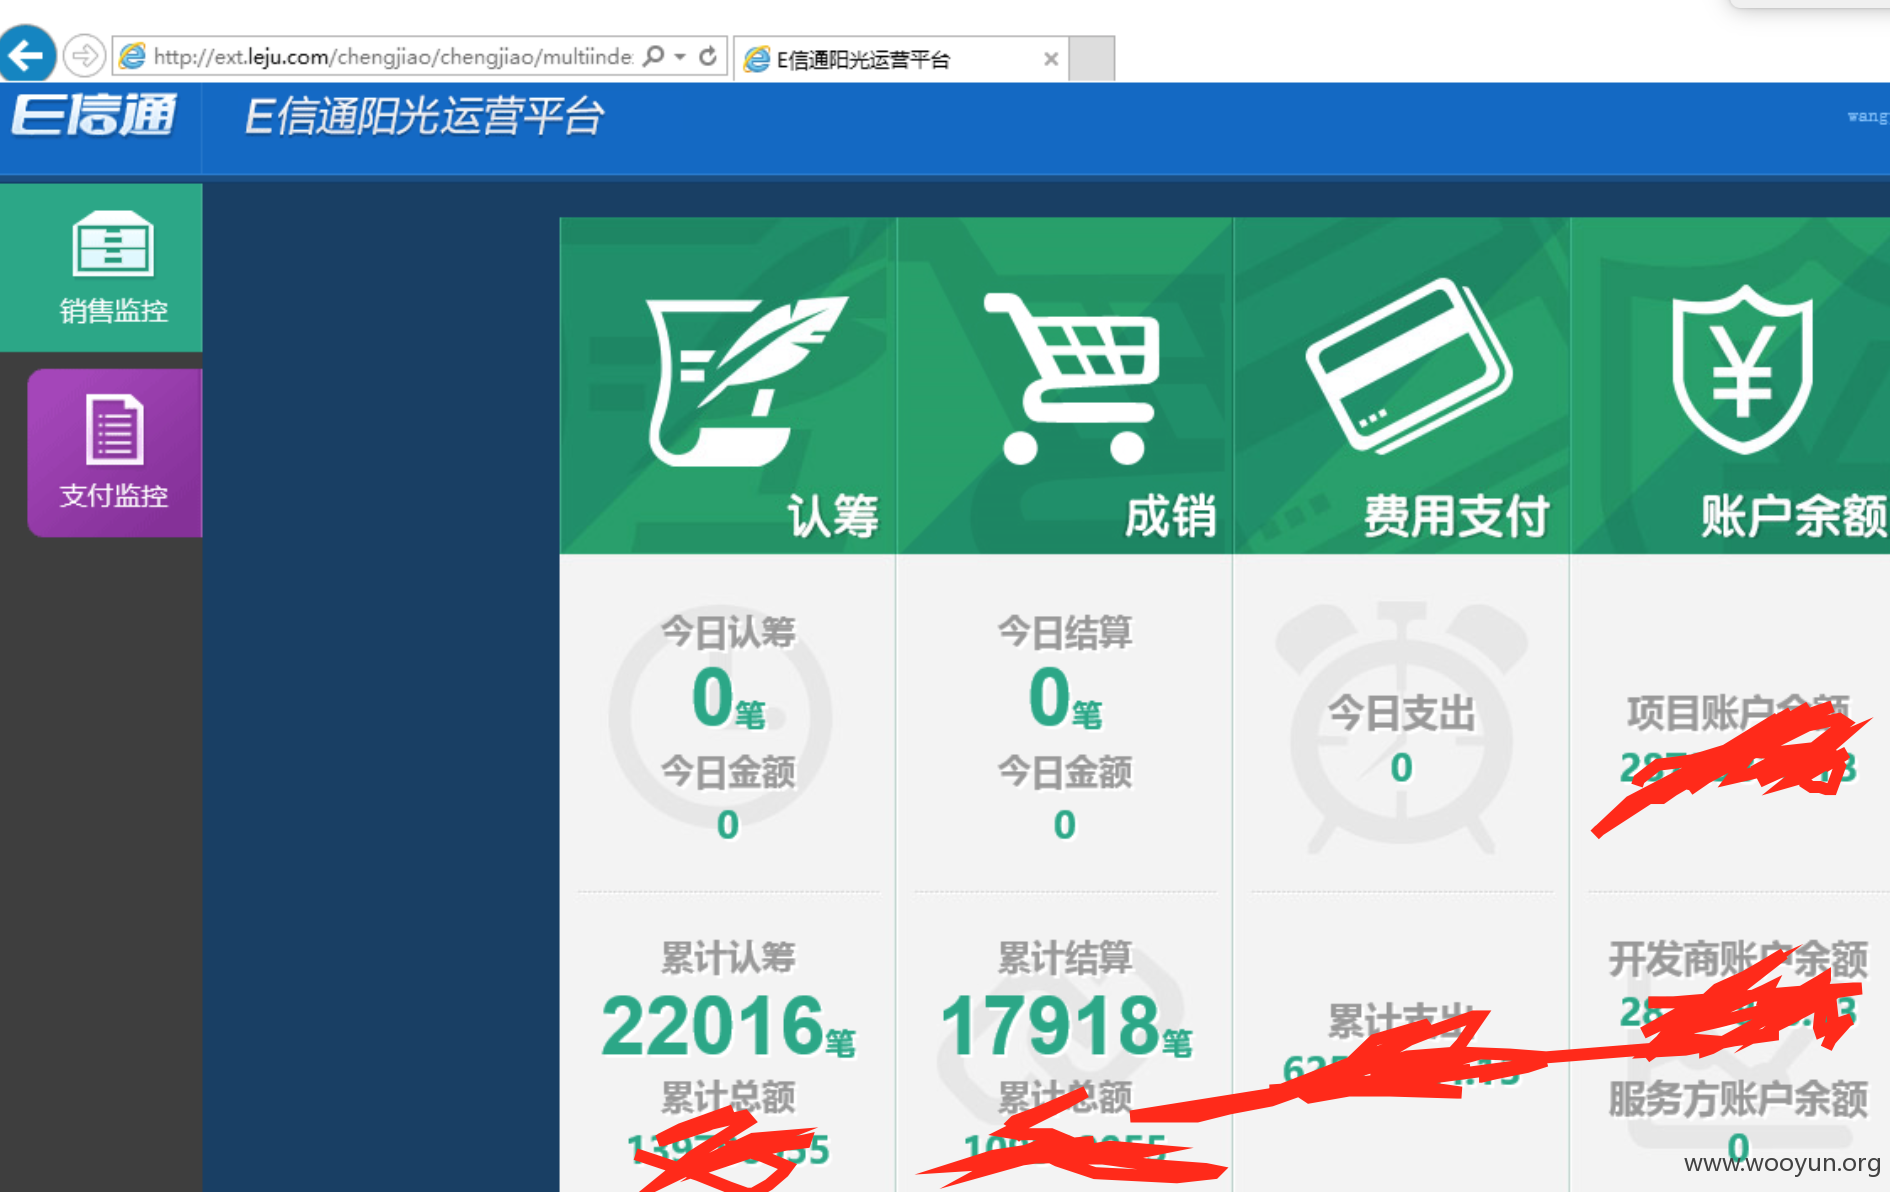 http://ext.leju.com/chengjiao/chengjiao/multiinde
E信通阳光运营平台
E信通
E信通阳光运营平台
wang
销售监控
支付监控
认筹
成销
费用支付
账户余额
今日认筹
0笔
今日金额
0
今日结算
0笔
今日金额
0
今日支出
0
项目账户余额
累计认筹
22016笔
累计总额
累计结算
17918笔
累计总额
累计支出
开发商账户余额
服务方账户余额
0
www.wooyun.org